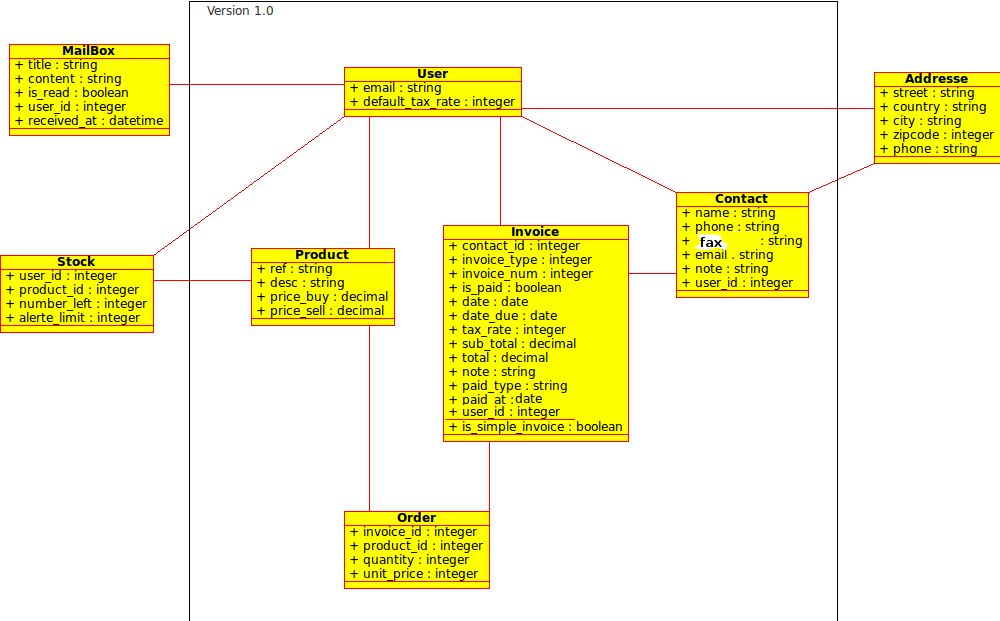 Version 1.0
MailBox
+ title : string
+ content : string
+ is_read : boolean
+ user_id : integer
+ received_at : datetime
User
+ email : string
+ default_tax_rate : integer
Addresse
+ street : string
+ country : string
+ city : string
+ zipcode : integer
+ phone : string
Contact
+ name : string
+ phone : string
+ fax : string
+ email . string
+ note : string
+ user_id : integer
Stock
+ user_id : integer
+ product_id : integer
+ number_left : integer
+ alerte_limit : integer
Product
+ ref : string
+ desc : string
+ price_buy : decimal
+ price_sell : decimal
Invoice
+ contact_id : integer
+ invoice_type : integer
+ invoice_num : integer
+ is_paid : boolean
+ date : date
+ date_due : date
+ tax_rate : integer
+ sub_total : decimal
+ total : decimal
+ note : string
+ paid_type : string
+ paid_at : date
+ user_id : integer
+ is_simple_invoice : boolean
Order
+ invoice_id : integer
+ product_id : integer
+ quantity : integer
+ unit_price : integer